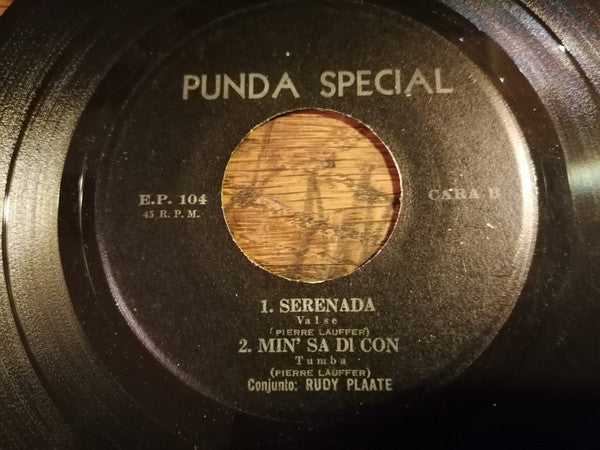 PUNDA SPECIAL
E.P. 104
45 R. P. M.
CARA B
1. SERENADA
Valse
(PIERRE LAUFFER)
2. MIN' SA DI CON
Tumba
(PIERRE LAUFFER)
Conjunto: RUDY PLAATE